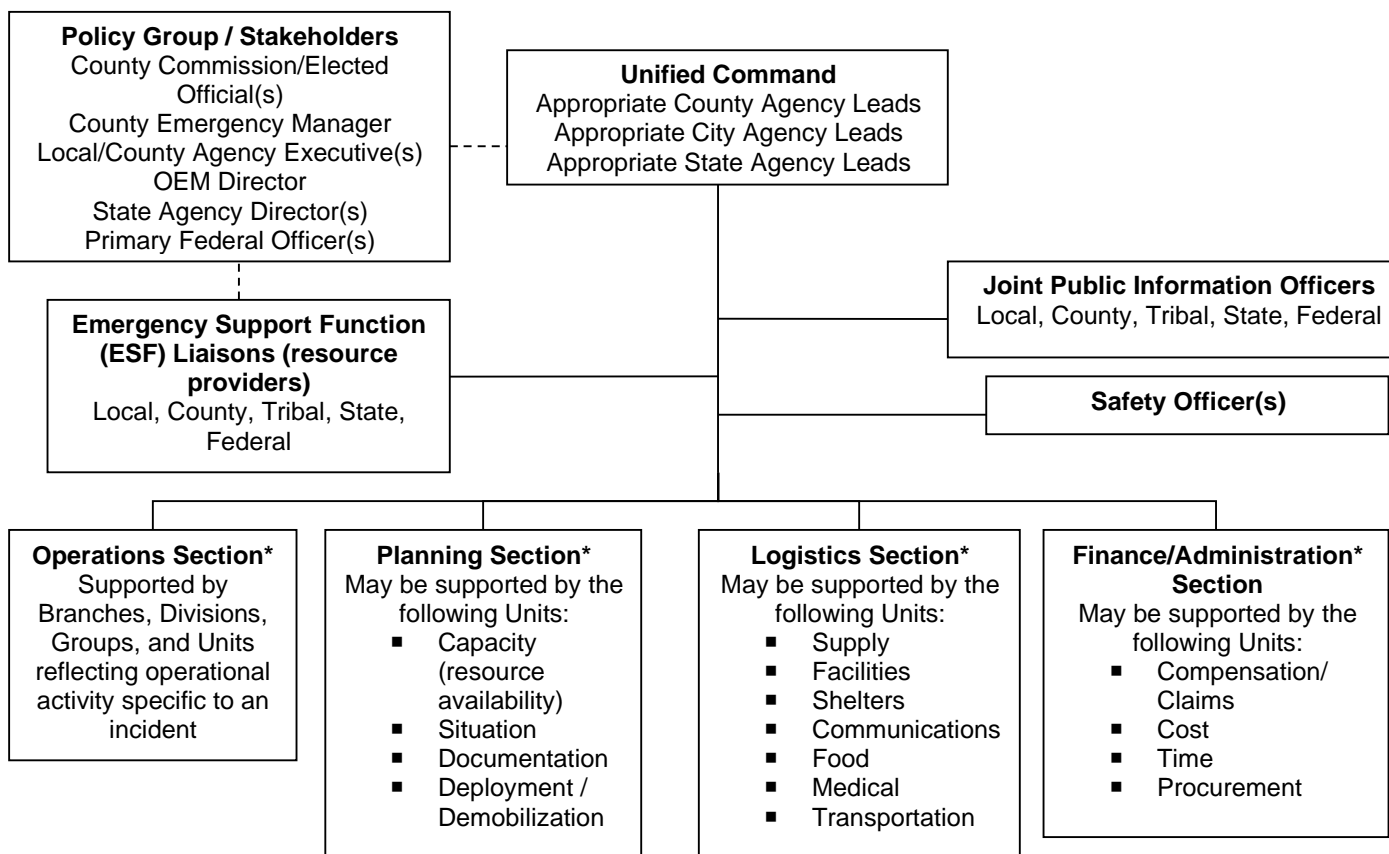 Policy Group / Stakeholders
County Commission/Elected
Official(s)
County Emergency Manager
Local/County Agency Executive(s)
OEM Director
State Agency Director(s)
Primary Federal Officer(s)
Unified Command
Appropriate County Agency Leads
Appropriate City Agency Leads
Appropriate State Agency Leads
Joint Public Information Officers
Local, County, Tribal, State, Federal
Emergency Support Function
(ESF) Liaisons (resource
providers)
Local, County, Tribal, State,
Federal
Safety Officer(s)
Operations Section*
Supported by
Branches, Divisions,
Groups, and Units
reflecting operational
activity specific to an
incident
Planning Section*
May be supported by the
following Units:
▪ Capacity
(resource
availability)
▪ Situation
▪ Documentation
▪ Deployment /
Demobilization
Logistics Section*
May be supported by the
following Units:
▪ Supply
▪ Facilities
▪ Shelters
▪ Communications
▪ Food
▪ Medical
▪ Transportation
Finance/Administration*
Section
May be supported by the
following Units:
▪ Compensation/
Claims
▪ Cost
▪ Time
▪ Procurement